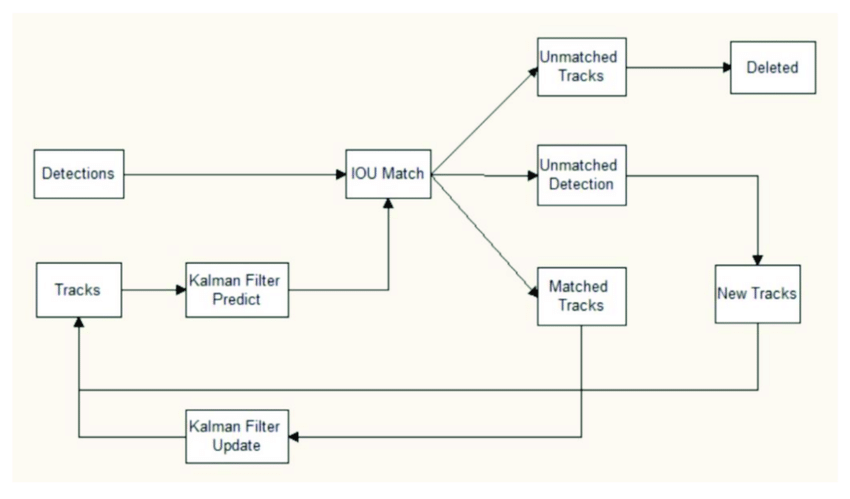 Unmatched
Tracks
Deleted
Detections
IOU Match
Unmatched
Detection
Tracks
Kalman Filter
Predict
Matched
Tracks
New Tracks
Kalman Filter
Update